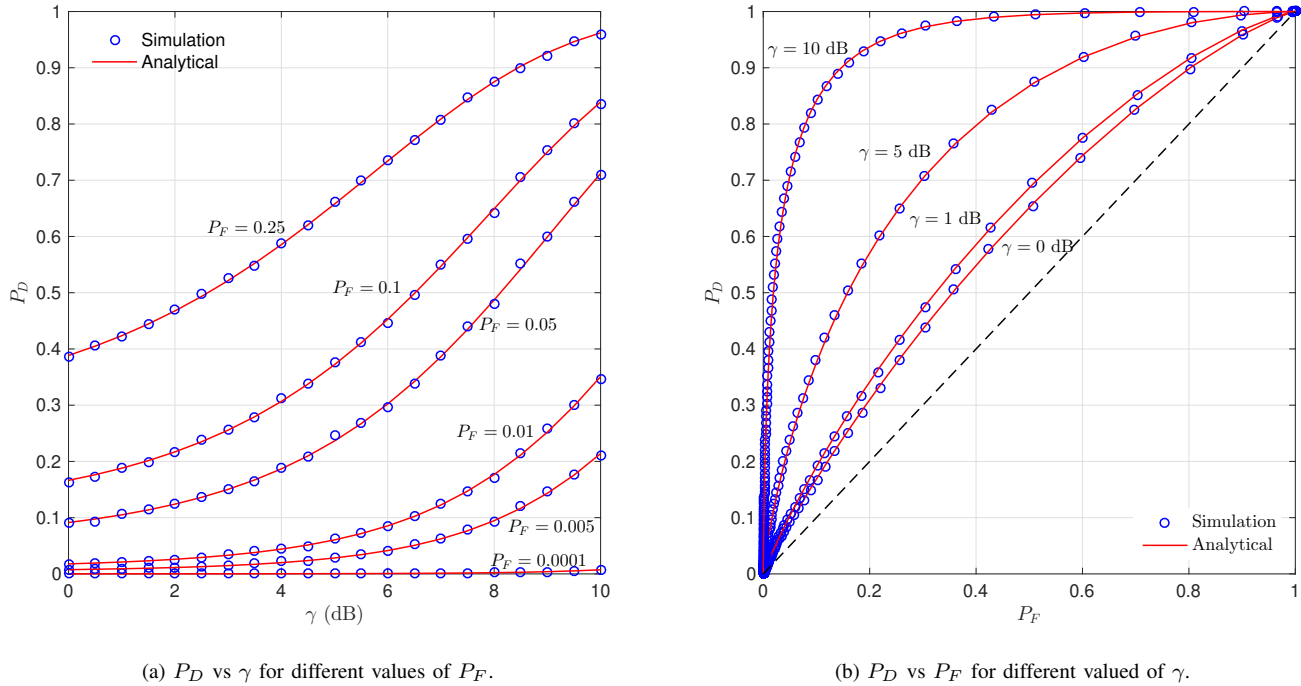 1
0.9
0.8
0.7
0.6
0.5
0.4
0.3
0.2
0.1
0
P_D
Simulation
Analytical
P_F = 0.25
P_F = 0.1
P_F = 0.05
P_F = 0.01
P_F = 0.005
P_F = 0.0001
0 2 4 6 8 10
γ (dB)
(a) P_D vs γ for different values of P_F.
1
0.9
0.8
0.7
0.6
0.5
0.4
0.3
0.2
0.1
0
P_D
γ = 10 dB
γ = 5 dB
γ = 1 dB
γ = 0 dB
Simulation
Analytical
0 0.2 0.4 0.6 0.8 1
P_F
(b) P_D vs P_F for different valued of γ.